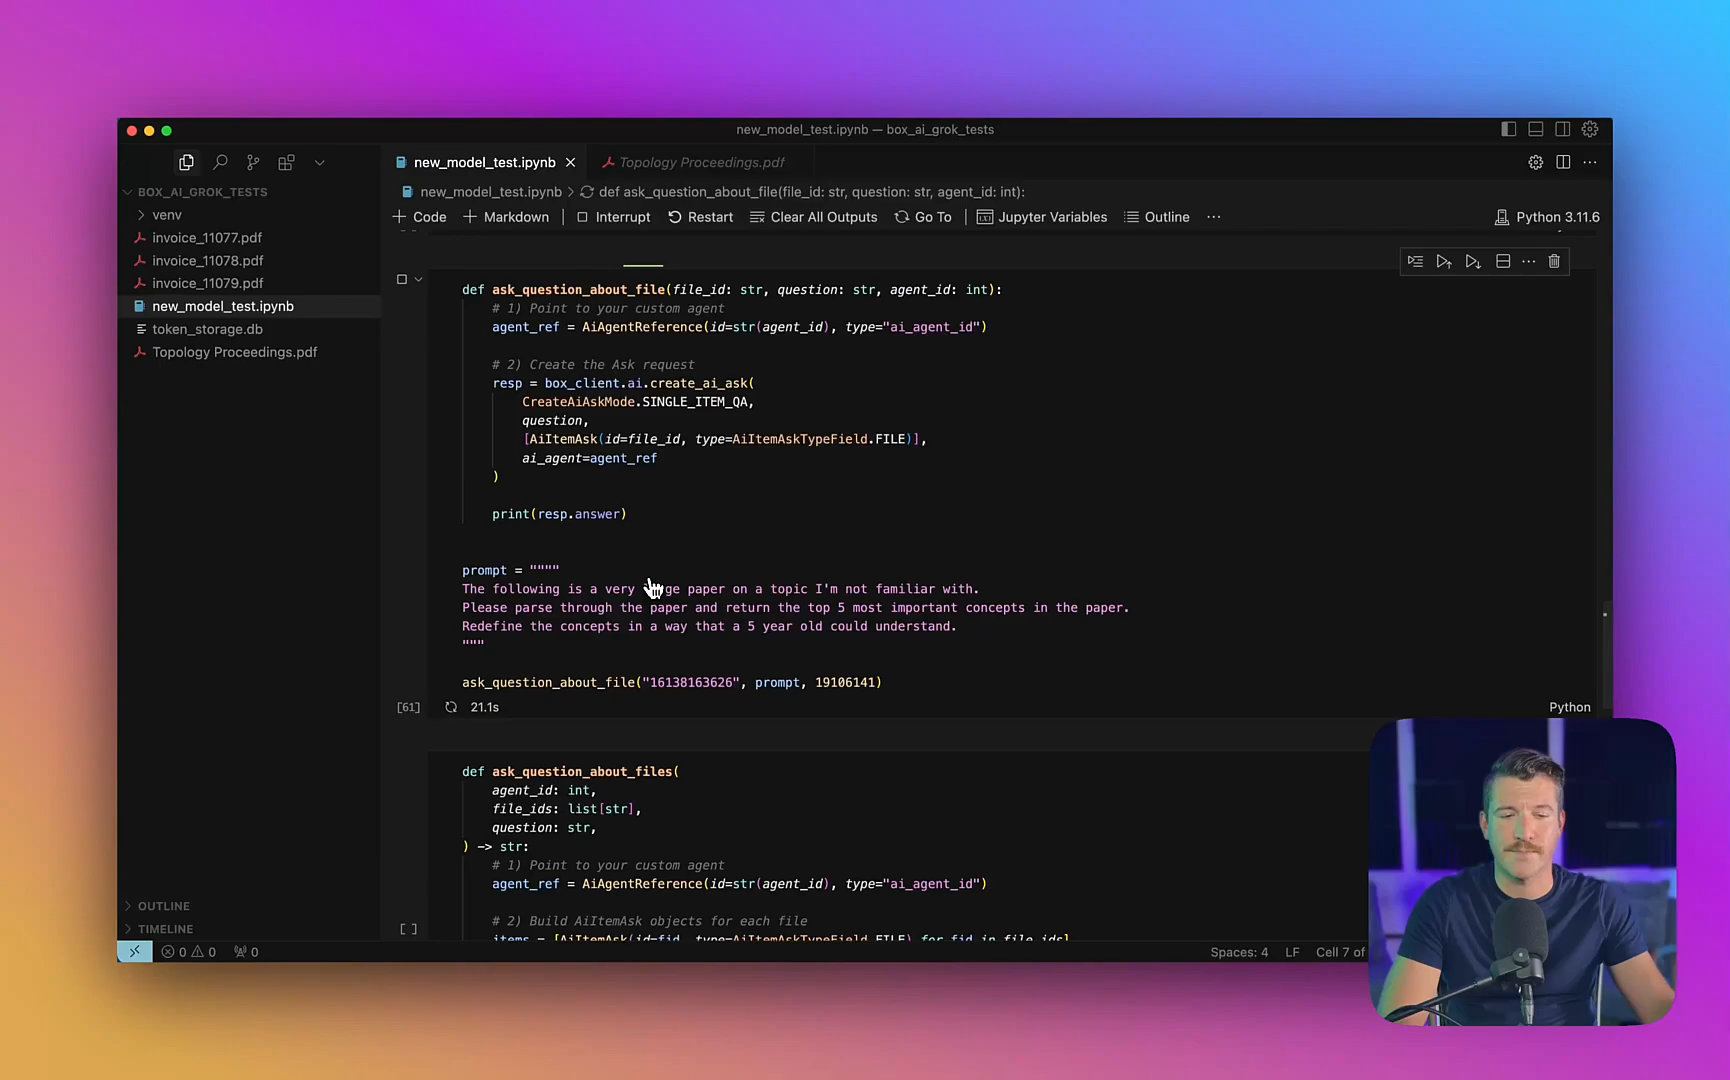 new_model_test.ipynb — box_ai_grok_tests
new_model_test.ipynb
Topology Proceedings.pdf
BOX_AI_GROK_TESTS
new_model_test.ipynb > def ask_question_about_file(file_id: str, question: str, agent_id: int):
venv
Code
Markdown
Interrupt
Restart
Clear All Outputs
Go To
Jupyter Variables
Outline
...
Python 3.11.6
invoice_11077.pdf
invoice_11078.pdf
invoice_11079.pdf
new_model_test.ipynb
token_storage.db
Topology Proceedings.pdf
def ask_question_about_file(file_id: str, question: str, agent_id: int):
# 1) Point to your custom agent
agent_ref = AiAgentReference(id=str(agent_id), type="ai_agent_id")
# 2) Create the Ask request
resp = box_client.ai.create_ai_ask(
CreateAiAskMode.SINGLE_ITEM_QA,
question,
[AiItemAsk(id=file_id, type=AiItemAskTypeField.FILE)],
ai_agent=agent_ref
)
print(resp.answer)
prompt = """"
The following is a very paper on a topic I'm not familiar with.
Please parse through the paper and return the top 5 most important concepts in the paper.
Redefine the concepts in a way that a 5 year old could understand.
"""
ask_question_about_file("16138163626", prompt, 19106141)
[61]
21.1s
Python
def ask_question_about_files(
agent_id: int,
file_ids: list[str],
question: str,
) -> str:
# 1) Point to your custom agent
agent_ref = AiAgentReference(id=str(agent_id), type="ai_agent_id")
# 2) Build AiItemAsk objects for each file
items = [AiItemAsk(id=fid, type=AiItemAskTypeField.FILE) for fid in file_ids]
[ ]
OUTLINE
TIMELINE
0 0 0
Spaces: 4
LF
Cell 7 of